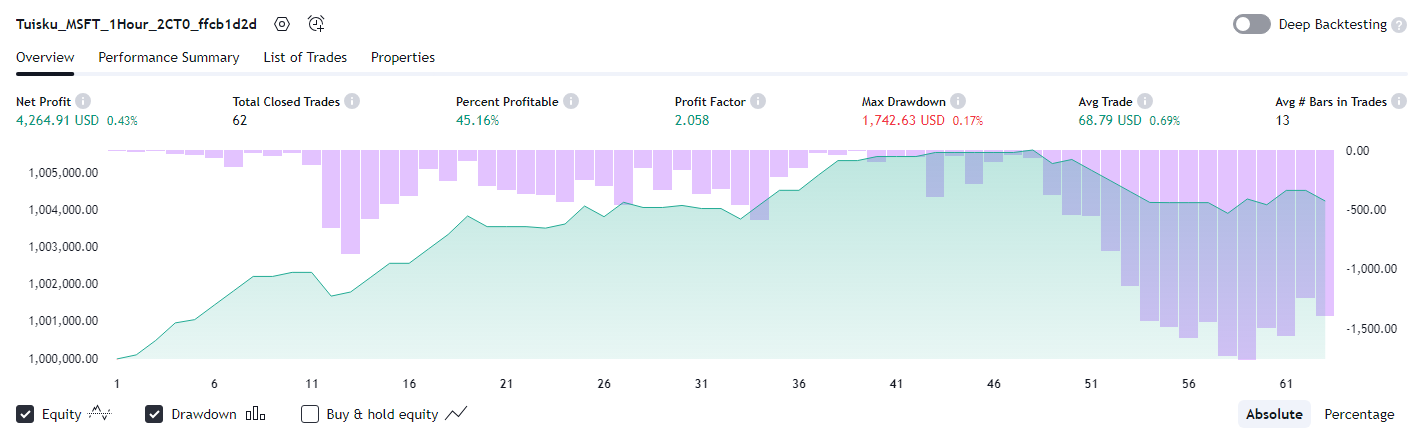 Tuisku_MSFT_1Hour_2CT0_ffcb1d2d
Deep Backtesting ?
Overview Performance Summary List of Trades Properties
Net Profit Total Closed Trades Percent Profitable Profit Factor Max Drawdown Avg Trade Avg # Bars in Trades
4,264.91 USD 0.43% 62 45.16% 2.058 1,742.63 USD 0.17% 68.79 USD 0.69% 13
1,005,000.00
1,004,000.00
1,003,000.00
1,002,000.00
1,001,000.00
1,000,000.00
0.00
-500.00
-1,000.00
-1,500.00
1 6 11 16 21 26 31 36 41 46 51 56 61
Equity Drawdown Buy & hold equity Absolute Percentage